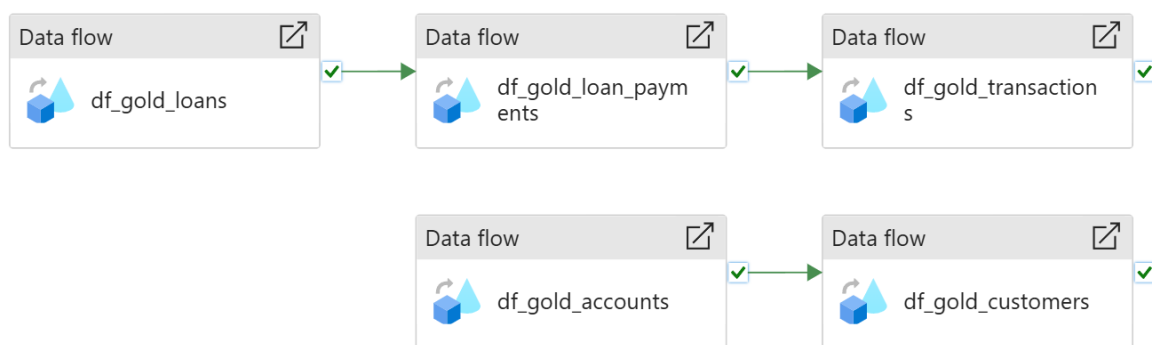 Data flow
Data flow
Data flow
df_gold_loans
df_gold_loan_paym
ents
df_gold_transaction
s
Data flow
Data flow
df_gold_accounts
df_gold_customers